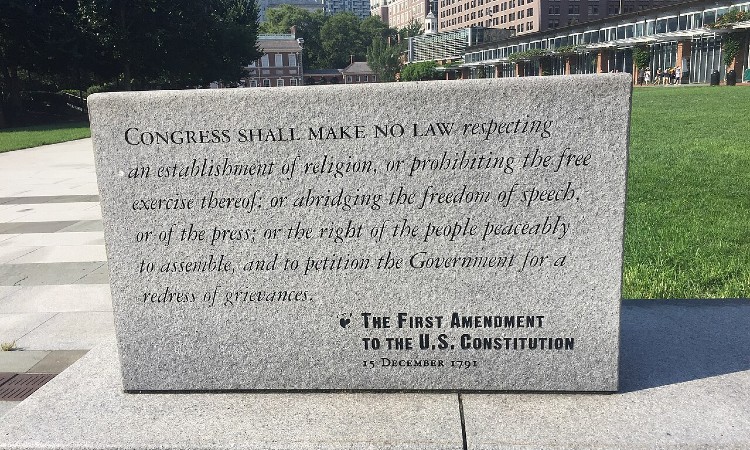 CONGRESS SHALL MAKE NO LAW respecting
an establishment of religion, or prohibiting the free
exercise thereof; or abridging the freedom of speech,
or of the press; or the right of the people peaceably
to assemble, and to petition the Government for a
redress of grievances.
THE FIRST AMENDMENT
TO THE U.S. CONSTITUTION
15 DECEMBER 1791